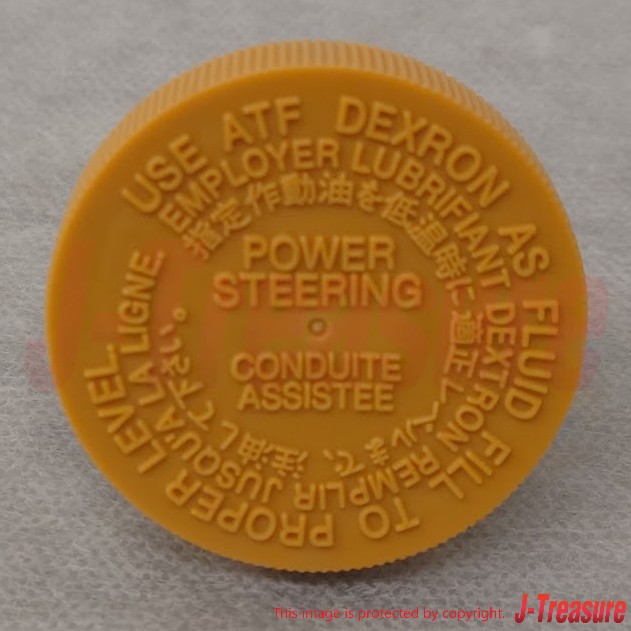 USE ATF DEXRON AS FLUID FILL TO PROPER LEVEL.
EMPLOYER LUBRIFIANT DEXTRON REMPLIR JUSQU'A LA LIGNE.
指定作動油を低温時に適正レベルまで、注油して下さい。
POWER
STEERING
CONDUITE
ASSISTEE
J-Treasure
This image is protected by copyright. J-Treasure